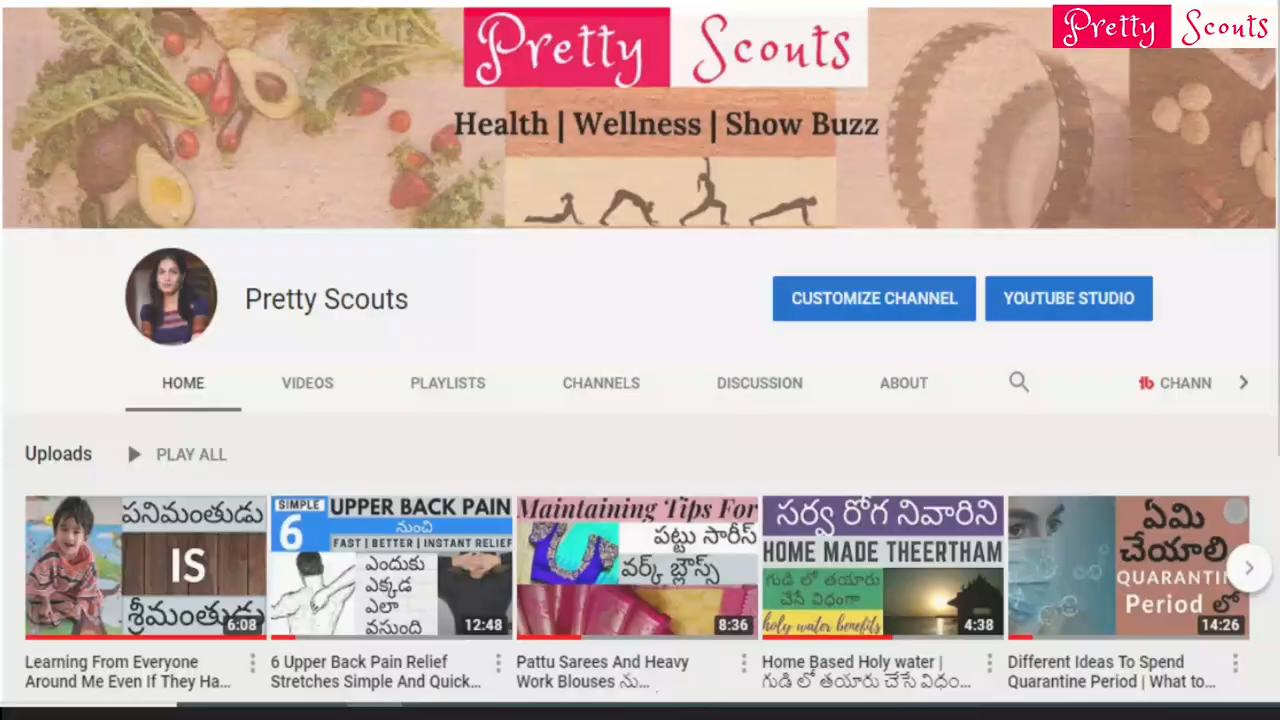 Pretty Scouts
Pretty Scouts
Health | Wellness | Show Buzz
Pretty Scouts
CUSTOMIZE CHANNEL
YOUTUBE STUDIO
HOME
VIDEOS
PLAYLISTS
CHANNELS
DISCUSSION
ABOUT
CHANN
Uploads
PLAY ALL
పనిమంతుడు
IS
శ్రీమంతుడు
6:08
Learning From Everyone
Around Me Even If They Ha...
SIMPLE
6
UPPER BACK PAIN
నుంచి
FAST | BETTER | INSTANT RELIEF
ఎందుకు
ఎక్కడ
ఎలా
వసుంది
12:48
6 Upper Back Pain Relief
Stretches Simple And Quick...
Maintaining Tips For
పట్టు సారీస్
వర్క్ బ్లౌస్స్
8:36
Pattu Sarees And Heavy
Work Blouses ను...
సర్వ రోగ నివారిని
HOME MADE THEERTHAM
గుడి లో తయారు
చేసే విధంగా
holy water benefits
4:38
Home Based Holy water |
గుడి లో తయారు చేసే విధం...
ఏమి
చేయాలి
QUARANTIN
Period లో
14:26
Different Ideas To Spend
Quarantine Period | What to...